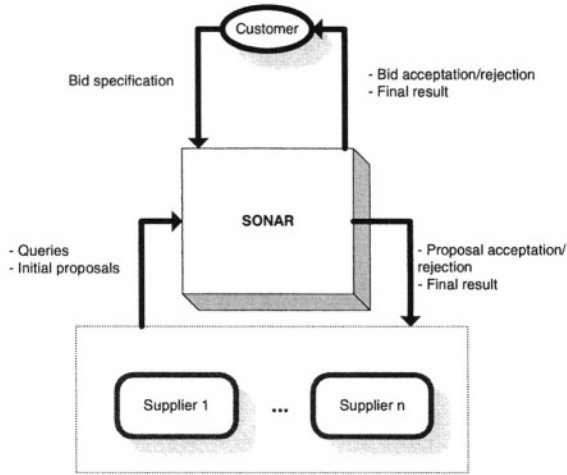 Customer
Bid specification
- Bid acceptation/rejection
- Final result
SONAR
- Queries
- Initial proposals
- Proposal acceptation/
rejection
- Final result
Supplier 1
...
Supplier n